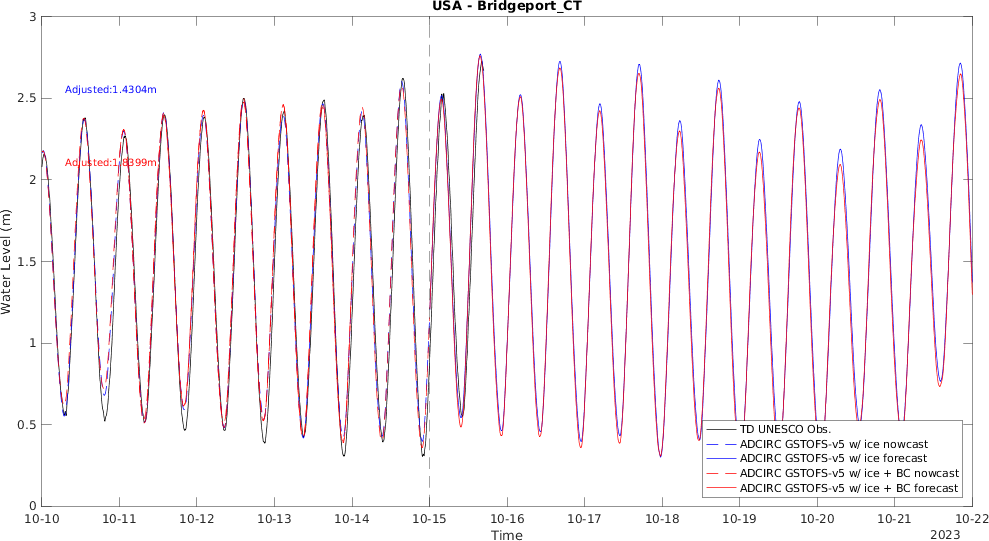 USA - Bridgeport_CT
3
2.5
2
1.5
1
0.5
0
Water Level (m)
Adjusted:1.4304m
Adjusted:1.8399m
TD UNESCO Obs.
ADCIRC GSTOFS-v5 w/ ice nowcast
ADCIRC GSTOFS-v5 w/ ice forecast
ADCIRC GSTOFS-v5 w/ ice + BC nowcast
ADCIRC GSTOFS-v5 w/ ice + BC forecast
10-10 10-11 10-12 10-13 10-14 10-15 10-16 10-17 10-18 10-19 10-20 10-21 10-22
Time
2023